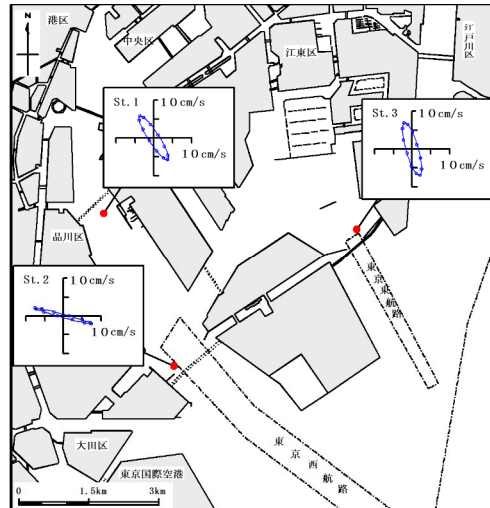 N
港区
中央区
江東区
江戸川区
St.1
10cm/s
10cm/s
St.3
10cm/s
10cm/s
品川区
St.2
10cm/s
10cm/s
東京東航路
東京西航路
大田区
東京国際空港
0
1.5km
3km